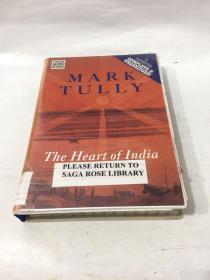 MARK
TULLY
The Heart of India
PLEASE RETURN TO
SAGA ROSE LIBRARY